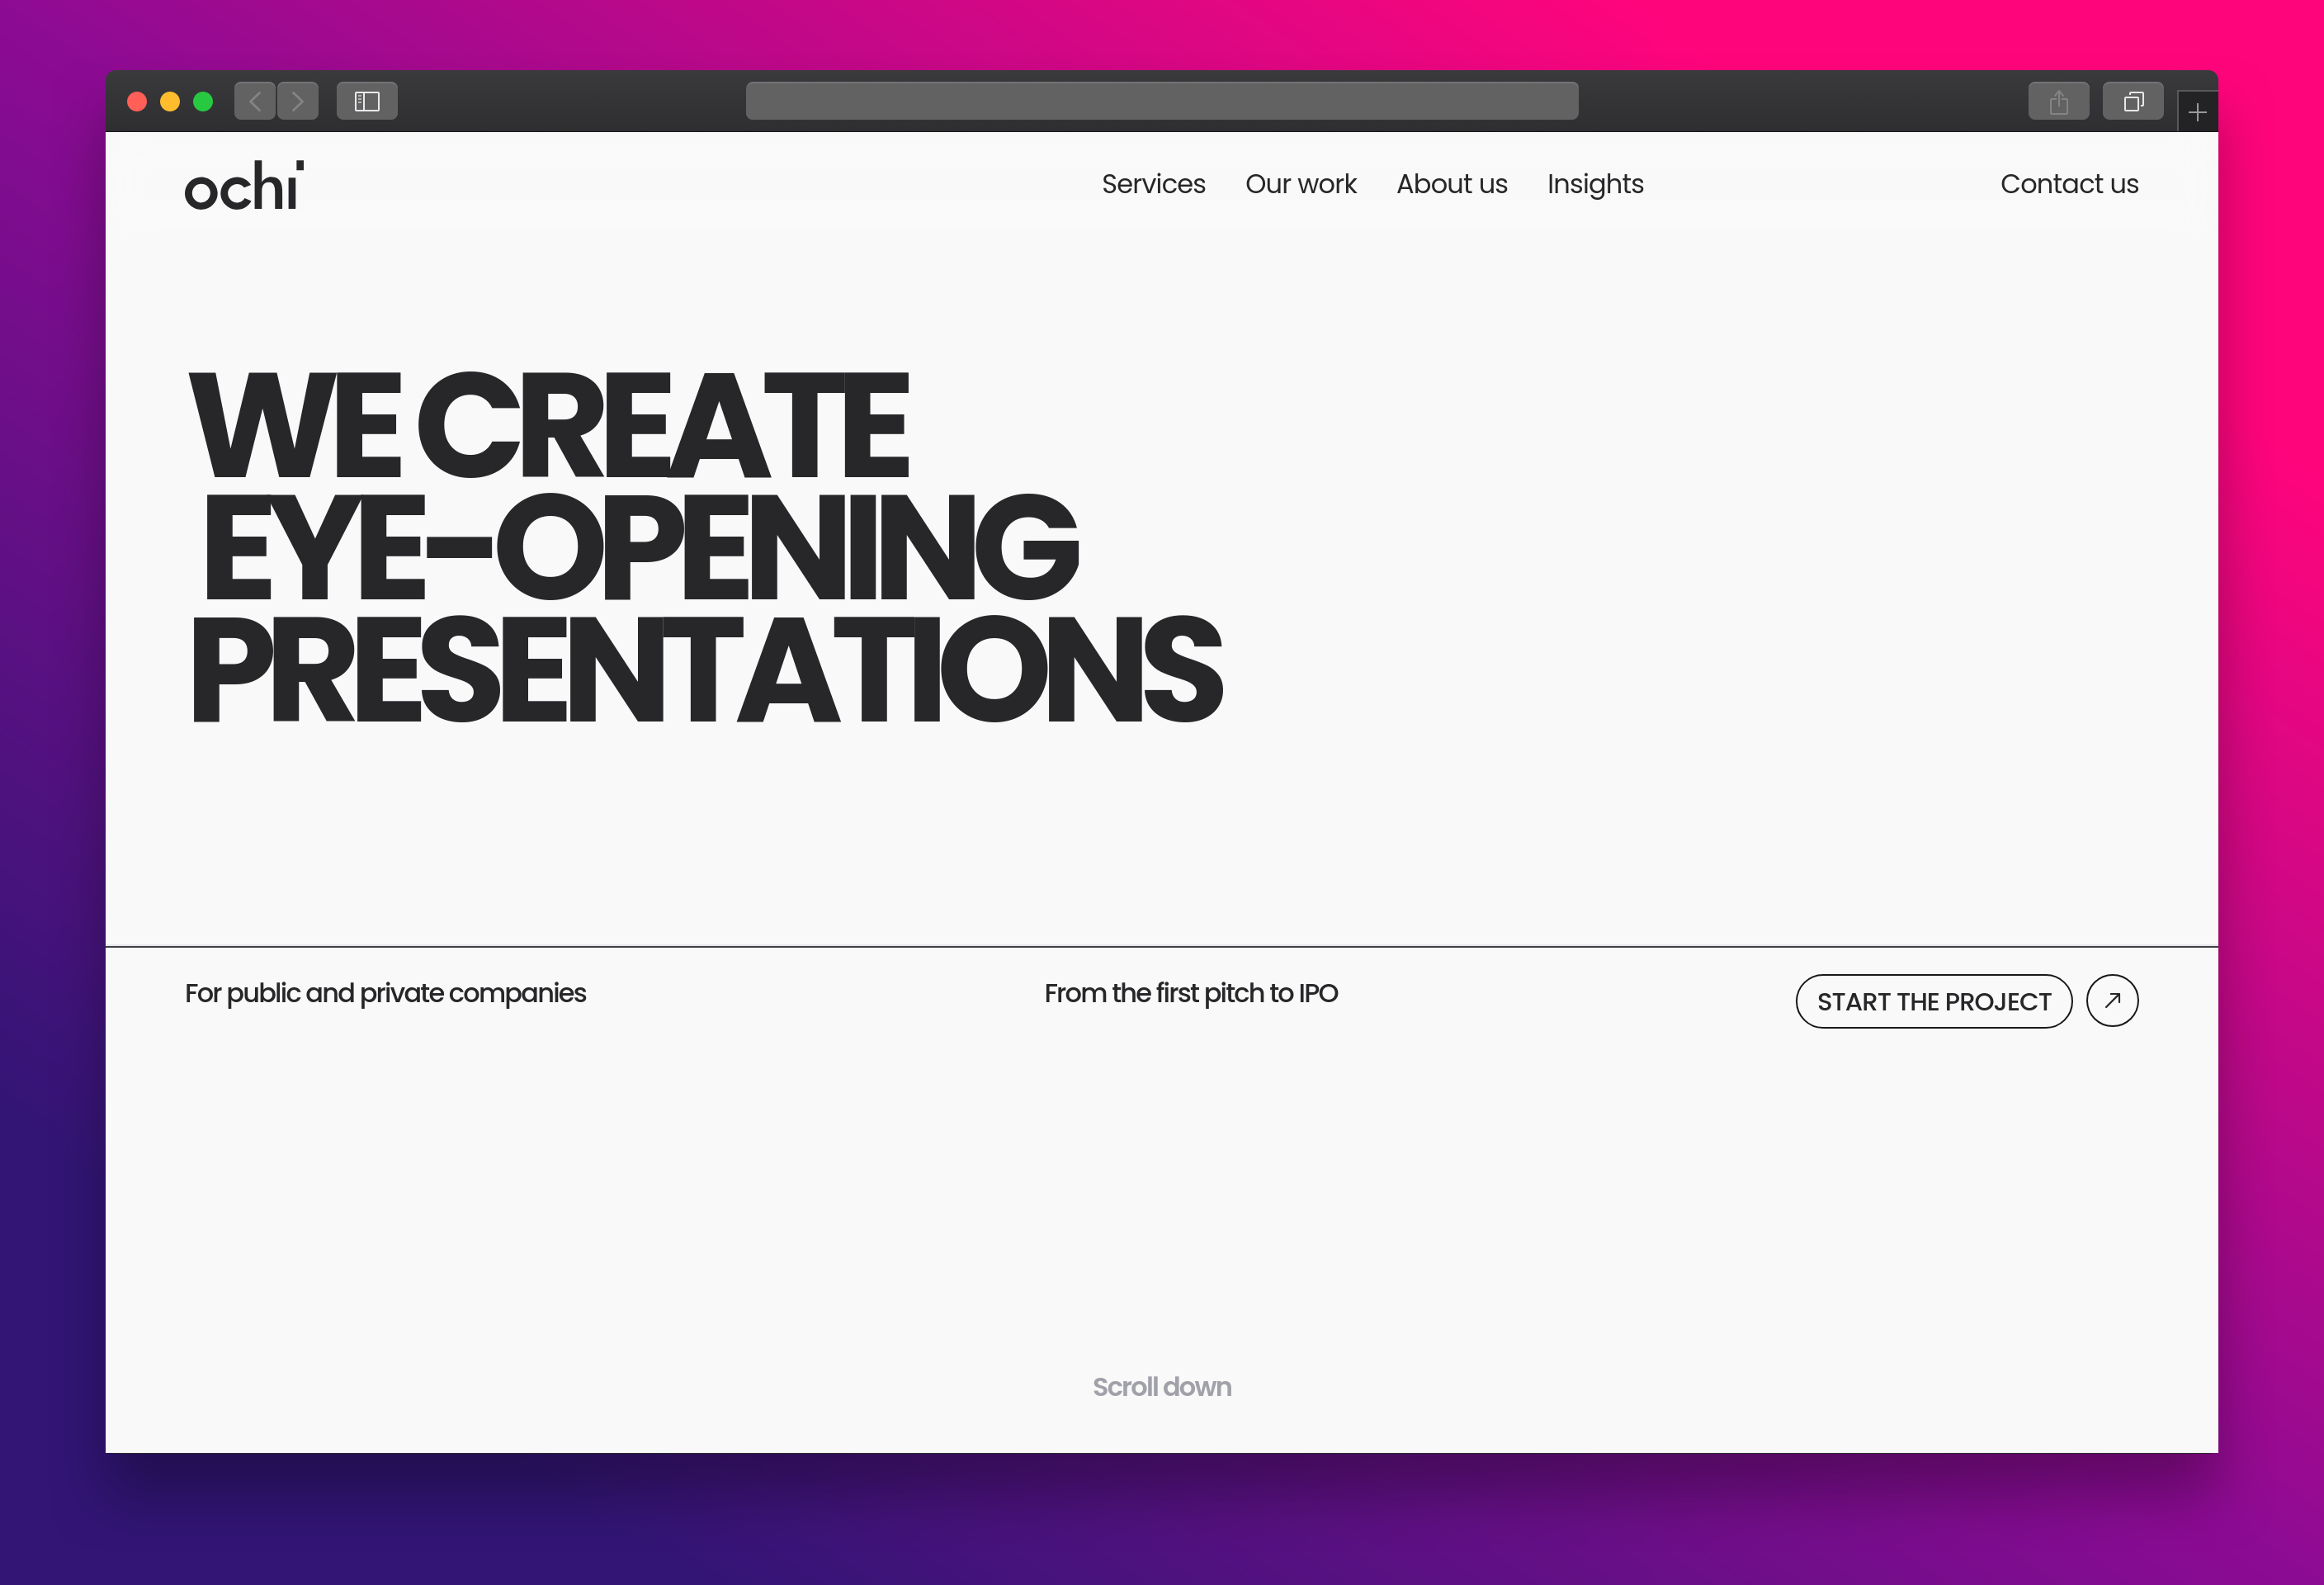 ochi
Services Our work About us Insights Contact us
WE CREATE
EYE-OPENING
PRESENTATIONS
For public and private companies From the first pitch to IPO START THE PROJECT
Scroll down